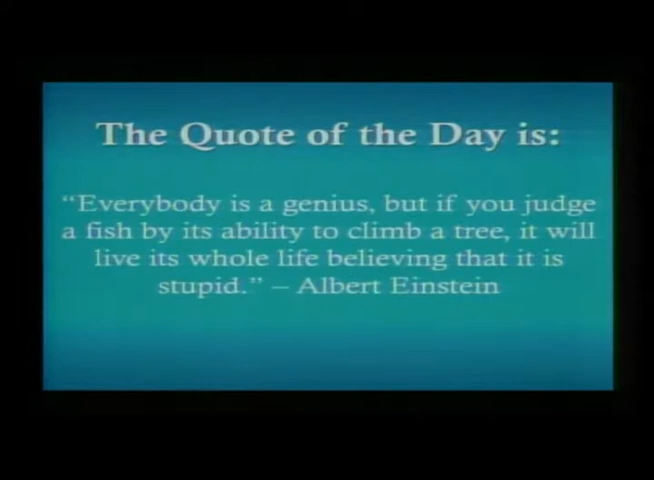 The Quote of the Day is:
“Everybody is a genius, but if you judge
a fish by its ability to climb a tree, it will
live its whole life believing that it is
stupid.” – Albert Einstein